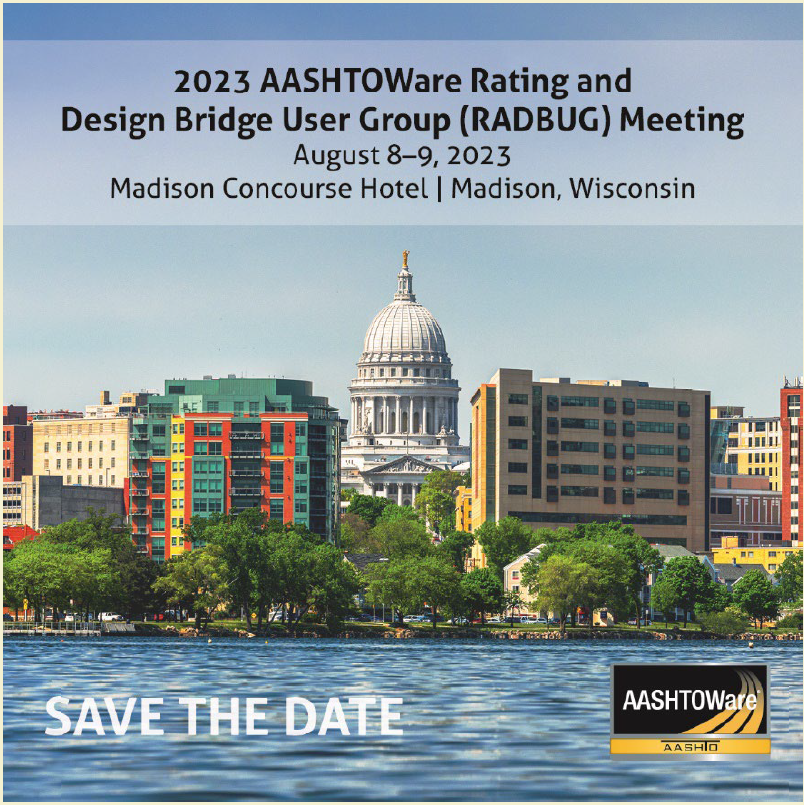 2023 AASHTOWare Rating and
Design Bridge User Group (RADBUG) Meeting
August 8–9, 2023
Madison Concourse Hotel | Madison, Wisconsin
SAVE THE DATE
AASHTOWare
AASHTO